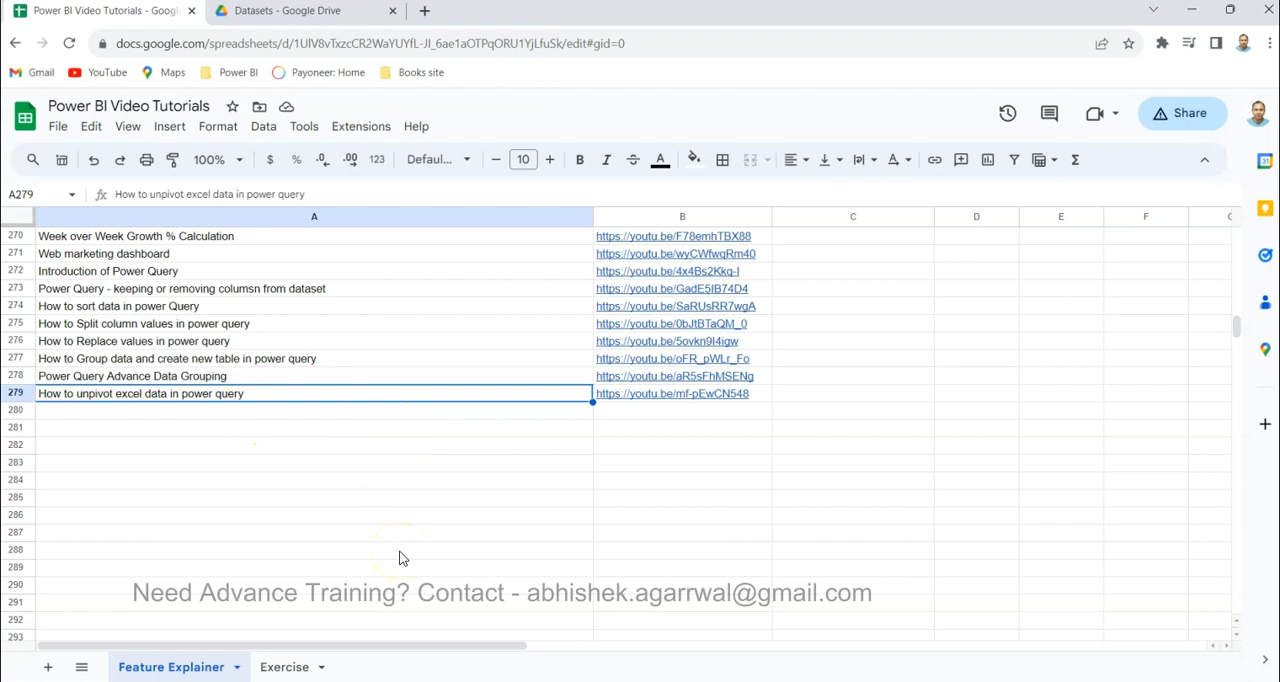 Power BI Video Tutorials - Goog
Datasets - Google Drive
docs.google.com/spreadsheets/d/1UlV8vTxzcCR2WaYUYfL-JI_6ae1aOTPqORU1YjLfuSk/edit#gid=0
Gmail YouTube Maps Power BI Payoneer: Home Books site
Power BI Video Tutorials
Share
File Edit View Insert Format Data Tools Extensions Help
100% $ % .0 .00 123 Defaul... 10 B I A
A279 fx How to unpivot excel data in power query
A B C D E F
270 Week over Week Growth % Calculation https://youtu.be/F78emhTBX88
271 Web marketing dashboard https://youtu.be/wyCWfwqRm40
272 Introduction of Power Query https://youtu.be/4x4Bs2Kkq-I
273 Power Query - keeping or removing columsn from dataset https://youtu.be/GadE5IB74D4
274 How to sort data in power Query https://youtu.be/SaRUsRR7wgA
275 How to Split column values in power query https://youtu.be/0bJtBTaQM_0
276 How to Replace values in power query https://youtu.be/5ovkn9I4igw
277 How to Group data and create new table in power query https://youtu.be/oFR_pWLr_Fo
278 Power Query Advance Data Grouping https://youtu.be/aR5sFhMSENg
279 How to unpivot excel data in power query https://youtu.be/mf-pEwCN548
280
281
282
283
284
285
286
287
288
289
290
Need Advance Training? Contact - abhishek.agarrwal@gmail.com
291
292
293
Feature Explainer Exercise